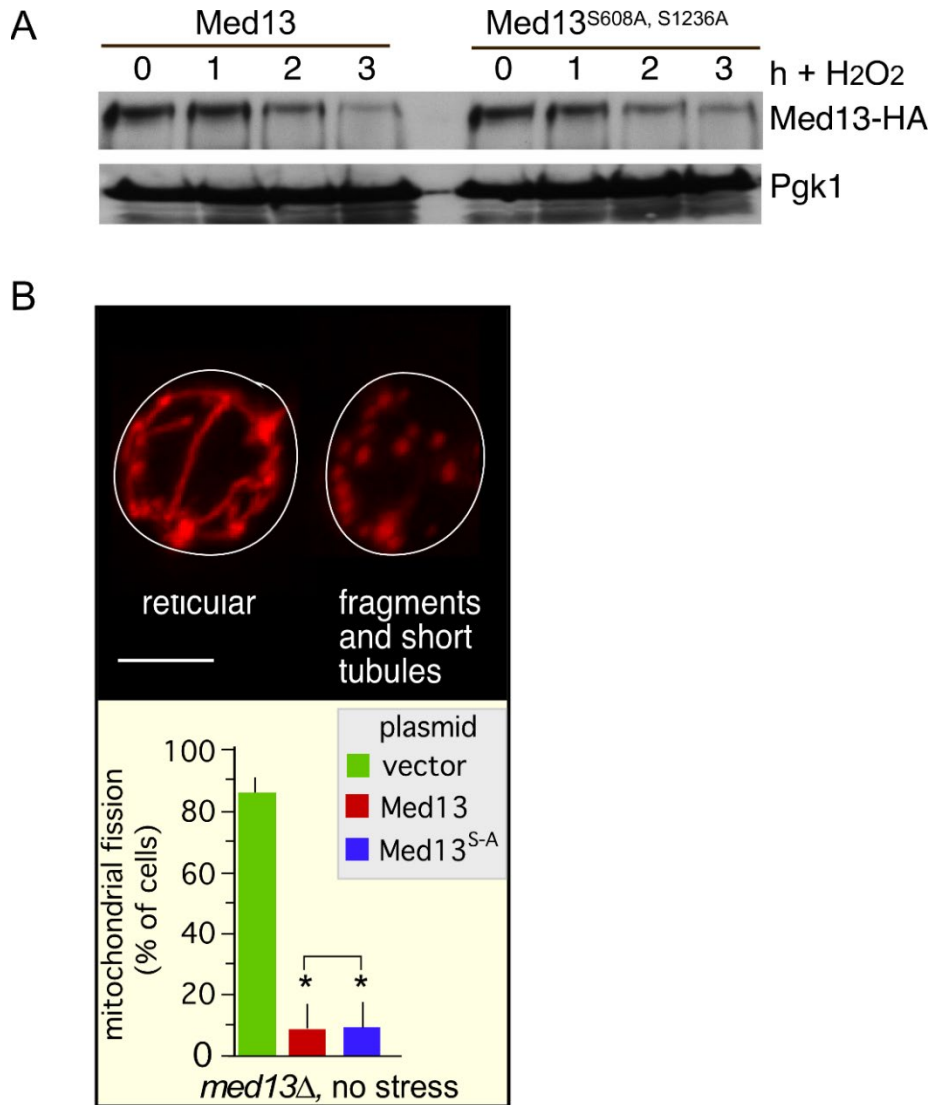 A
Med13 Med13S608A, S1236A
0 1 2 3 0 1 2 3 h + H2O2
Med13-HA
Pgk1
B
reticular
fragments
and short
tubules
plasmid
vector
Med13
Med13S-A
mitochondrial fission
(% of cells)
100
80
60
40
20
0
* *
med13Δ, no stress